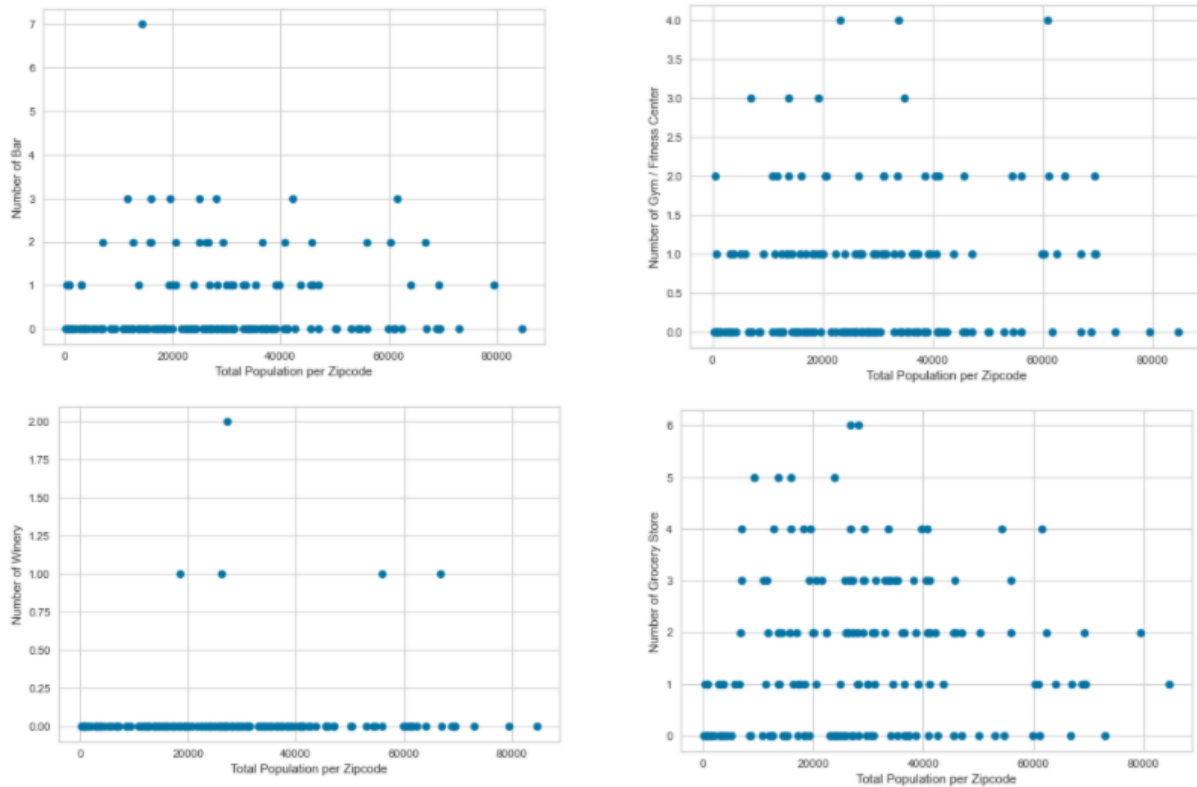 7
6
5
4
3
2
1
0
Number of Bar
0 20000 40000 60000 80000
Total Population per Zipcode
4.0
3.5
3.0
2.5
2.0
1.5
1.0
0.5
0.0
Number of Gym / Fitness Center
0 20000 40000 60000 80000
Total Population per Zipcode
2.00
1.75
1.50
1.25
1.00
0.75
0.50
0.25
0.00
Number of Winery
0 20000 40000 60000 80000
Total Population per Zipcode
6
5
4
3
2
1
0
Number of Grocery Store
0 20000 40000 60000 80000
Total Population per Zipcode